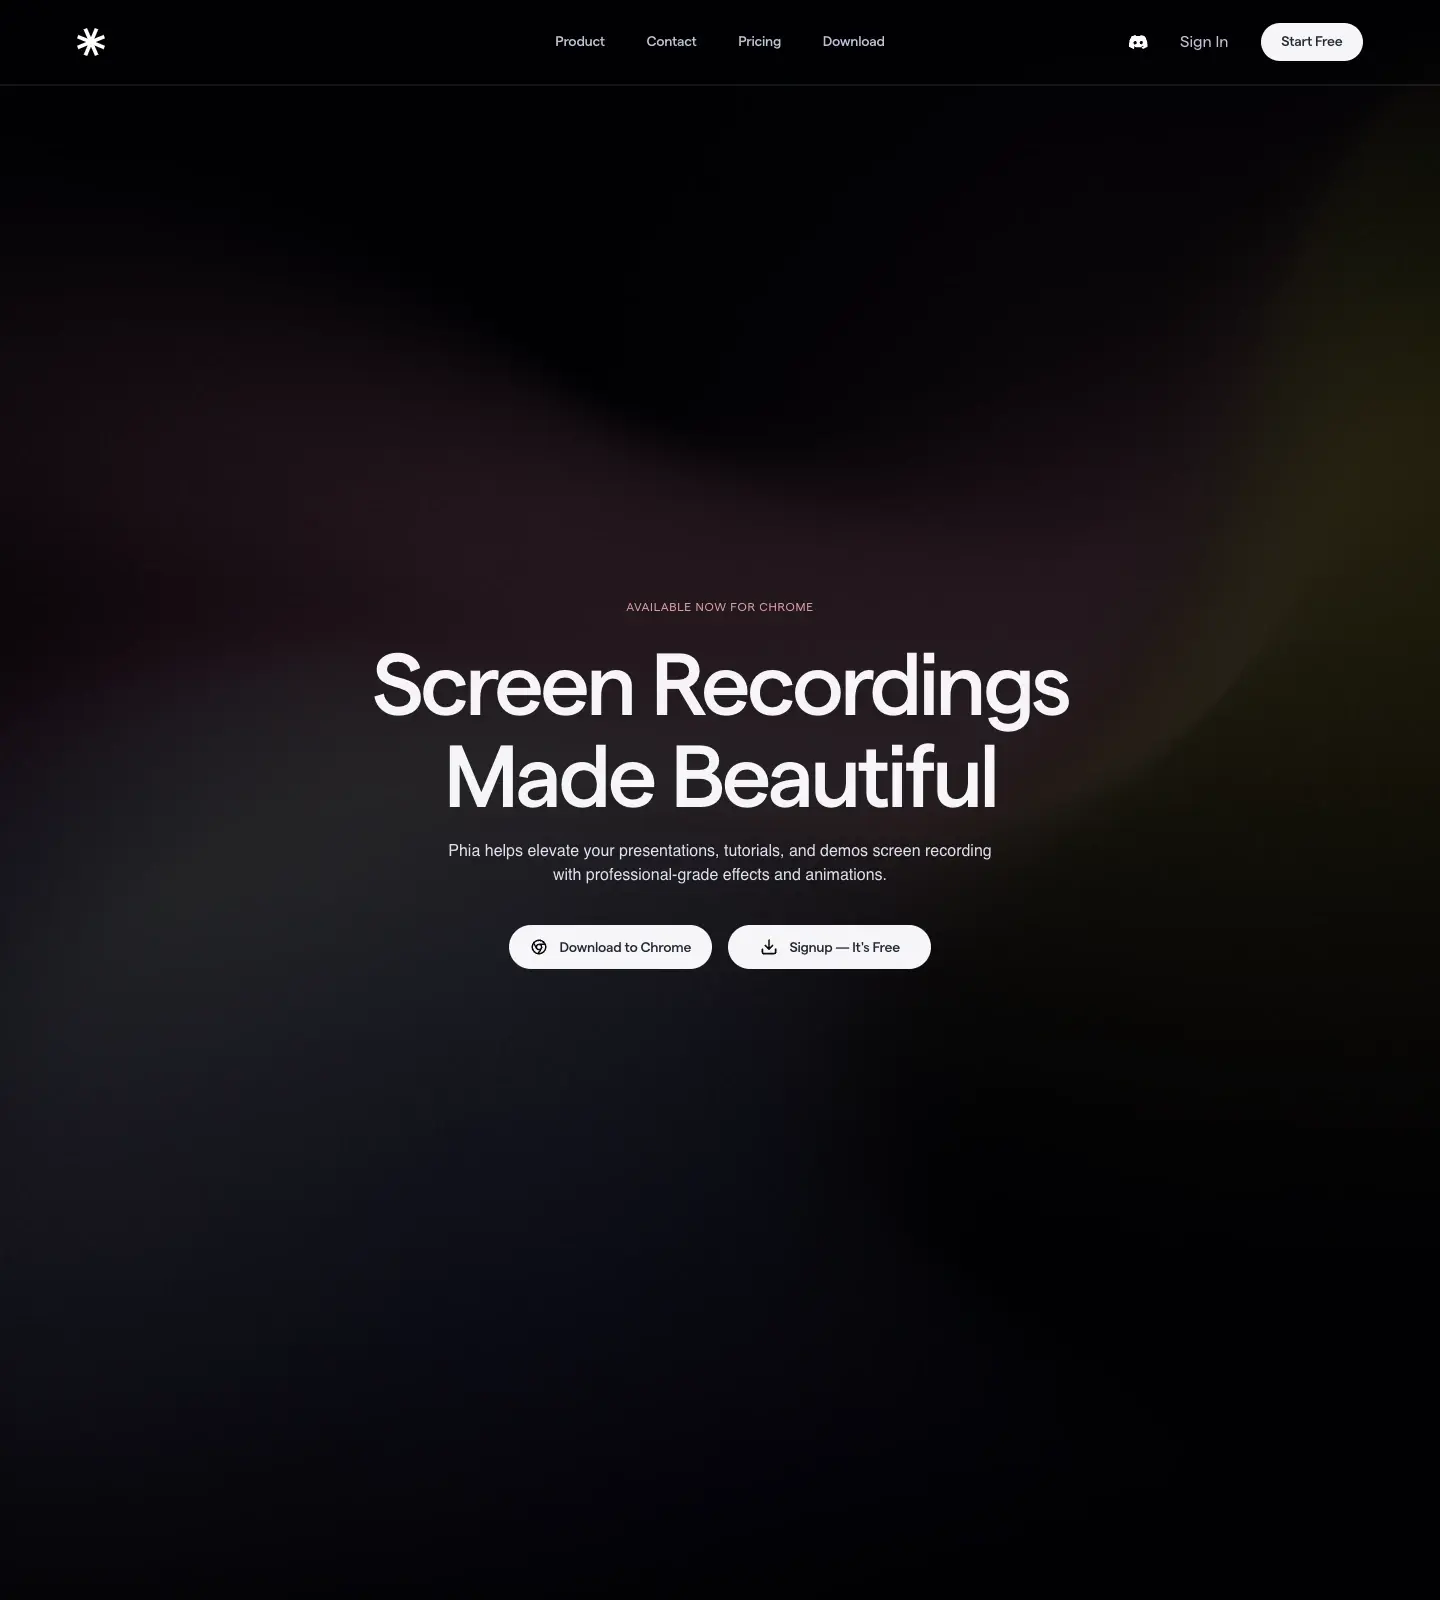 Product
Contact
Pricing
Download
Sign In
Start Free
AVAILABLE NOW FOR CHROME
Screen Recordings
Made Beautiful
Phia helps elevate your presentations, tutorials, and demos screen recording
with professional-grade effects and animations.
Download to Chrome
Signup — It's Free